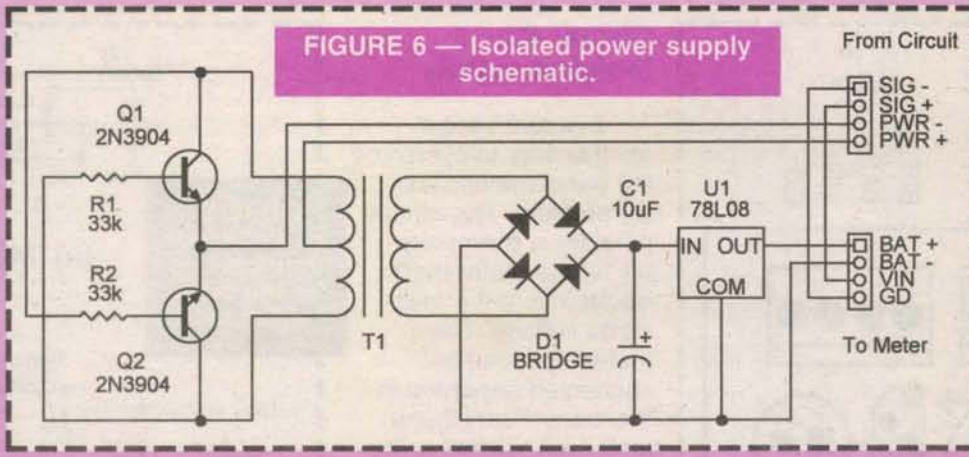 FIGURE 6 — Isolated power supply
schematic.
From Circuit
SIG -
SIG +
PWR -
PWR +
Q1
2N3904
R1
33k
R2
33k
Q2
2N3904
T1
D1
BRIDGE
C1
10uF
+
U1
78L08
IN OUT
COM
BAT +
BAT -
VIN
GD
To Meter